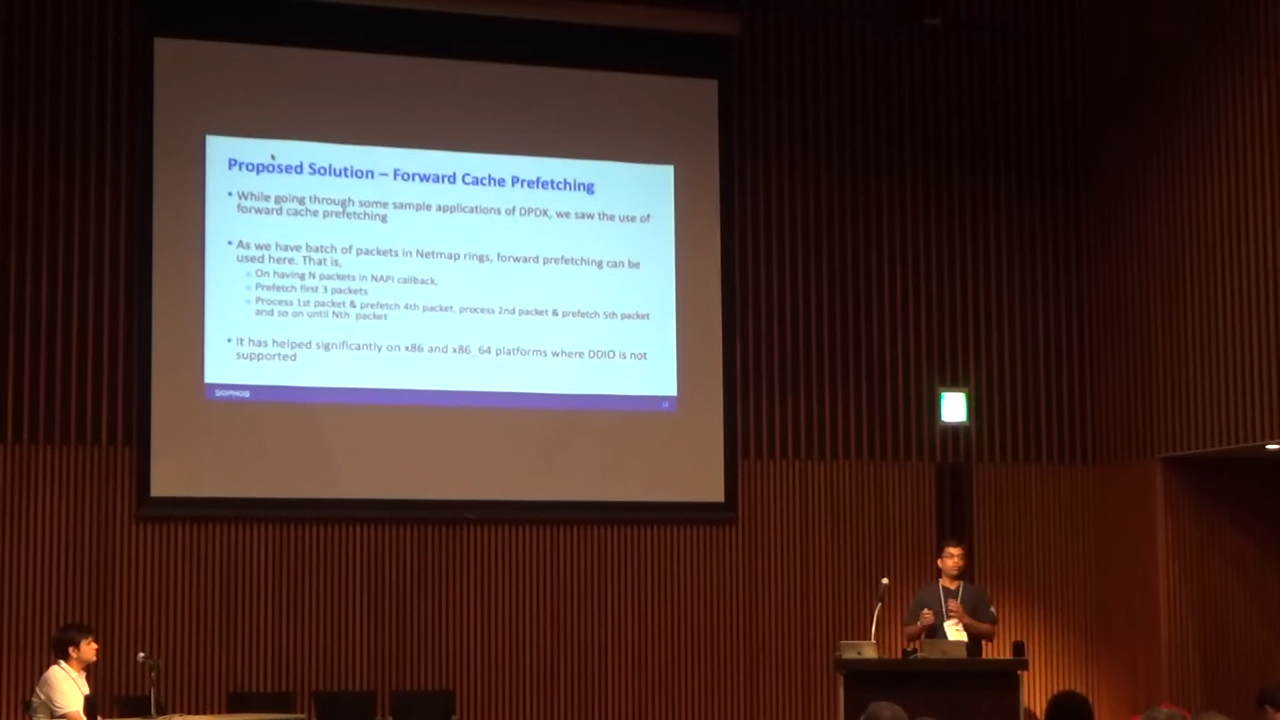 Proposed Solution – Forward Cache Prefetching
• While going through some sample applications of DPDK, we saw the use of
forward cache prefetching
• As we have batch of packets in Netmap rings, forward prefetching can be
used here. That is,
On having N packets in NAPI callback,
Prefetch first 3 packets
Process 1st packet & prefetch 4th packet, process 2nd packet & prefetch 5th packet
and so on until Nth packet
• It has helped significantly on x86 and x86_64 platforms where DDIO is not
supported
SOPHOS